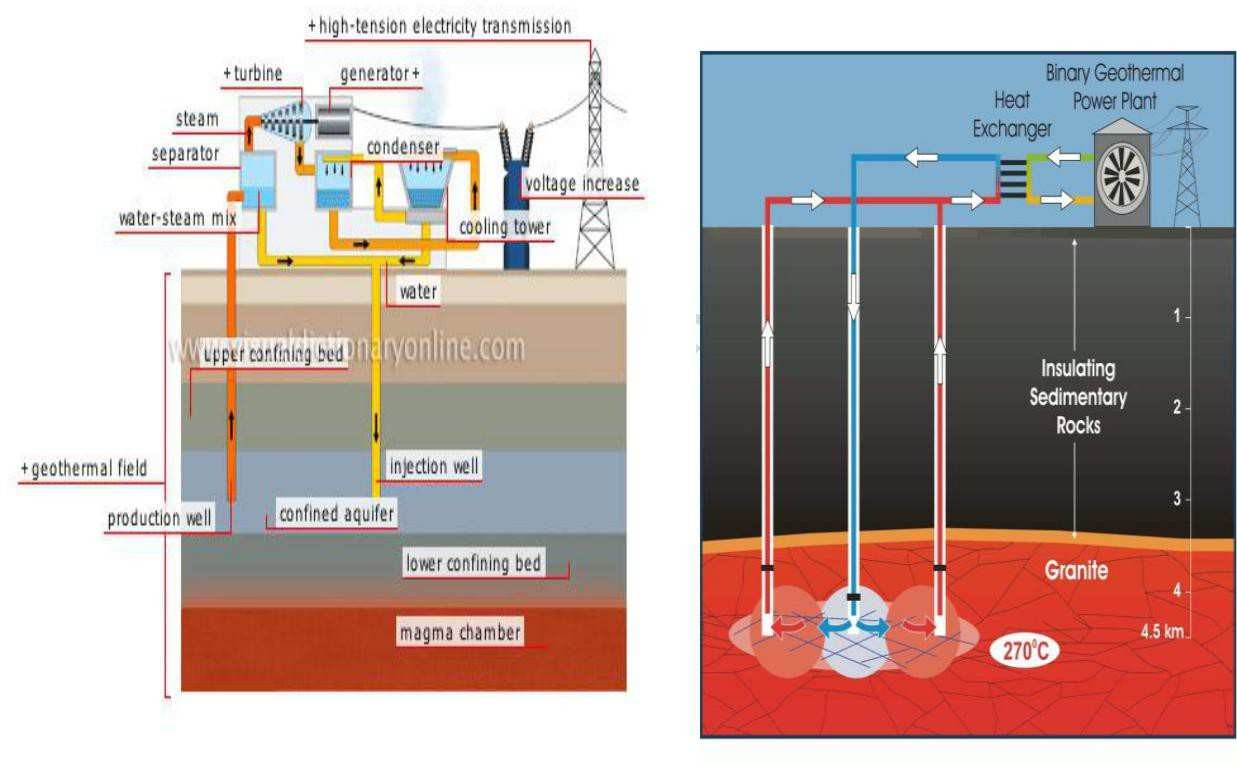 +high-tension electricity transmission
+turbine
generator+
steam
condenser
separator
voltage increase
water-steam mix
cooling tower
water
www.visualdictionaryonline.com
upper confining bed
+geothermal field
injection well
production well
confined aquifer
lower confining bed
magma chamber
Binary Geothermal
Power Plant
Heat
Exchanger
1
Insulating
Sedimentary
Rocks
2
3
Granite
4
4.5 km
270°C